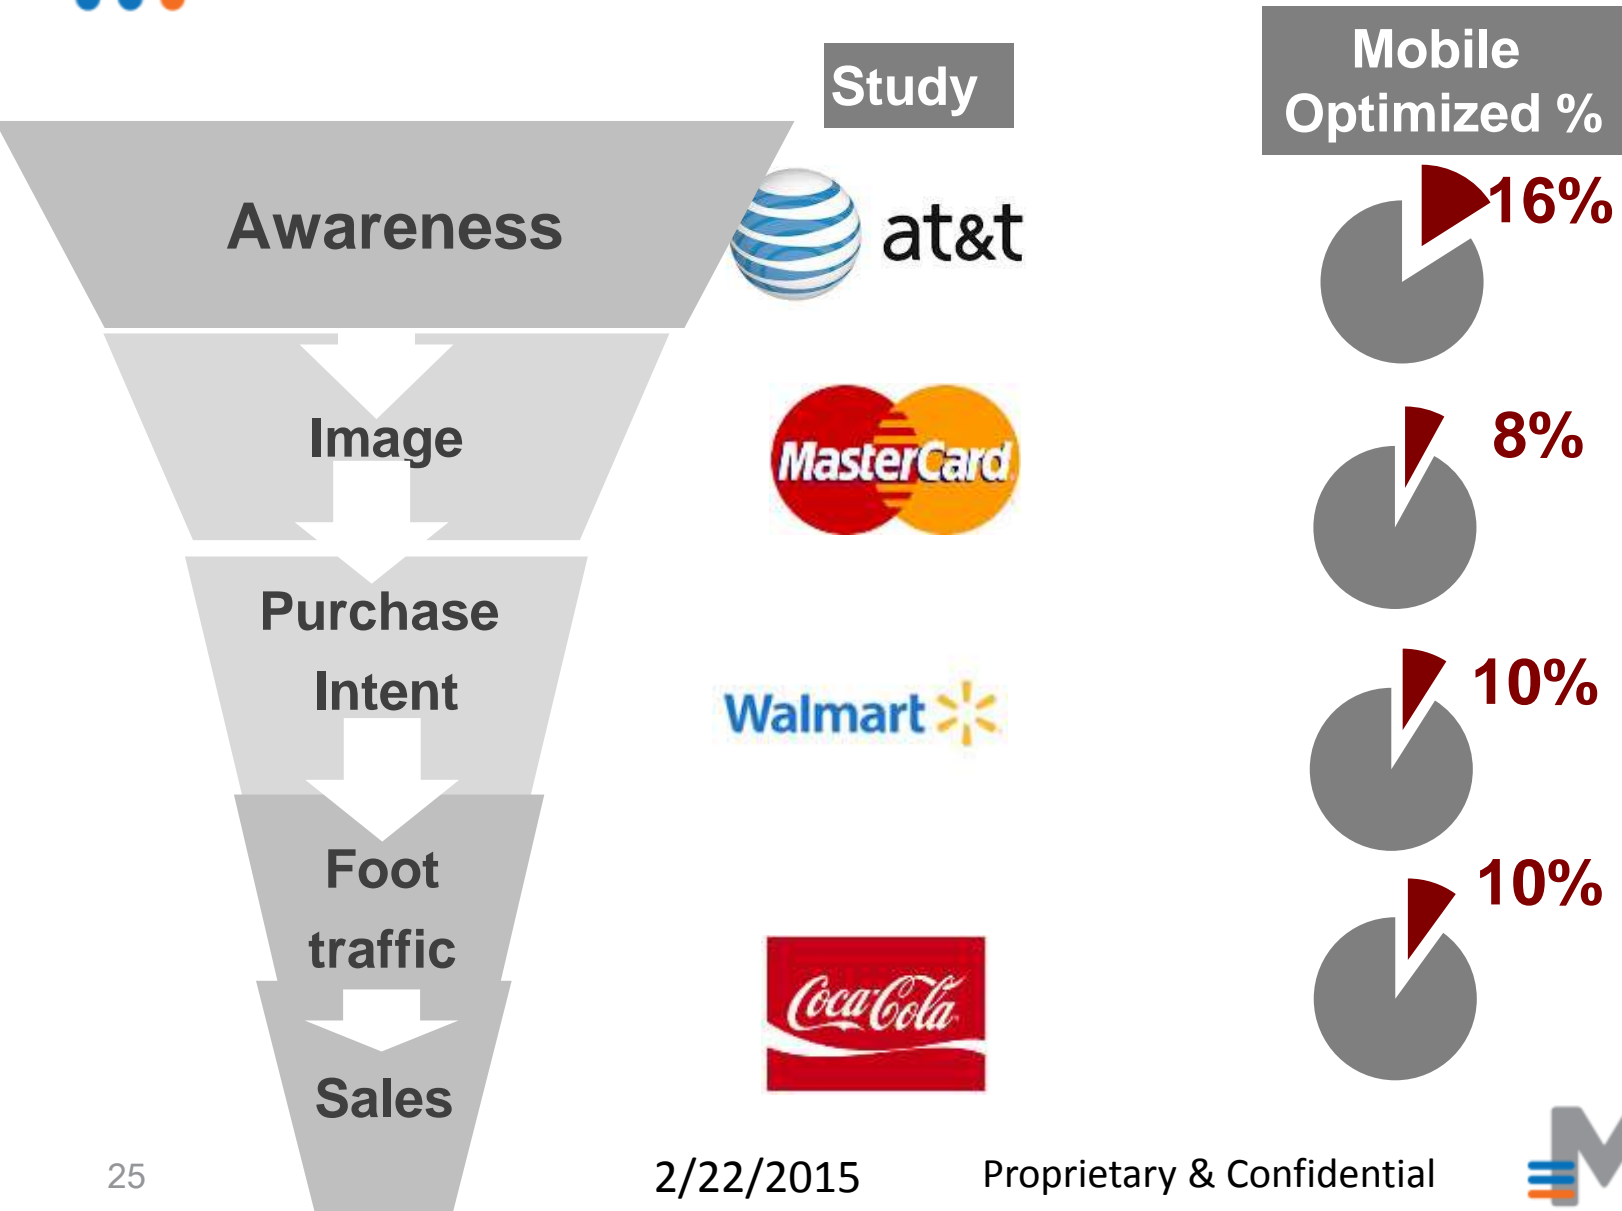 Study
Mobile
Optimized %
Awareness
at&t
16%
Image
MasterCard
8%
Purchase
Intent
Walmart
10%
Foot
traffic
10%
Coca-Cola
Sales
25
2/22/2015
Proprietary & Confidential
M